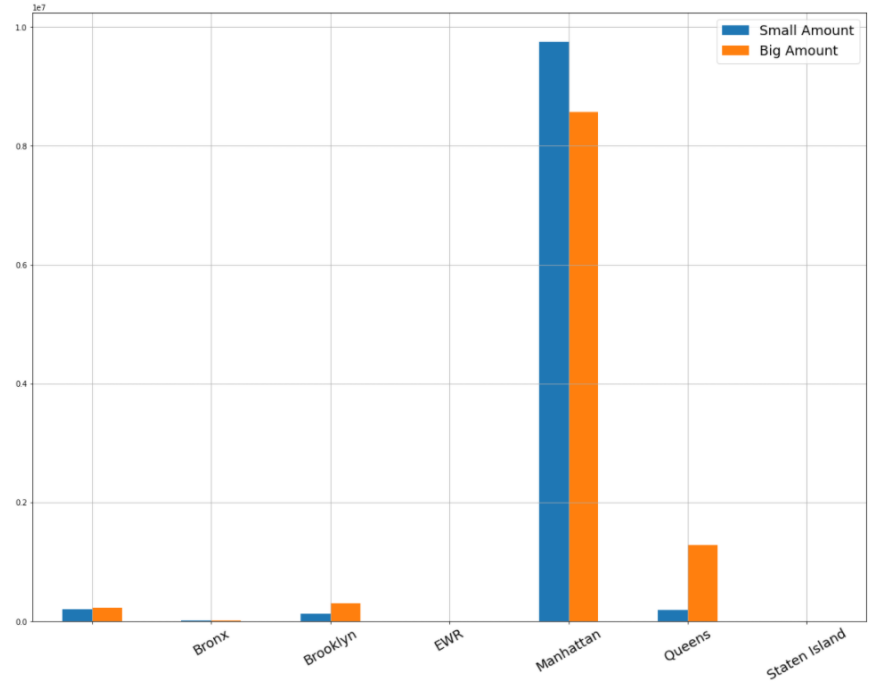 1e7
1.0
0.8
0.6
0.4
0.2
0.0
Small Amount
Big Amount
Bronx
Brooklyn
EWR
Manhattan
Queens
Staten Island